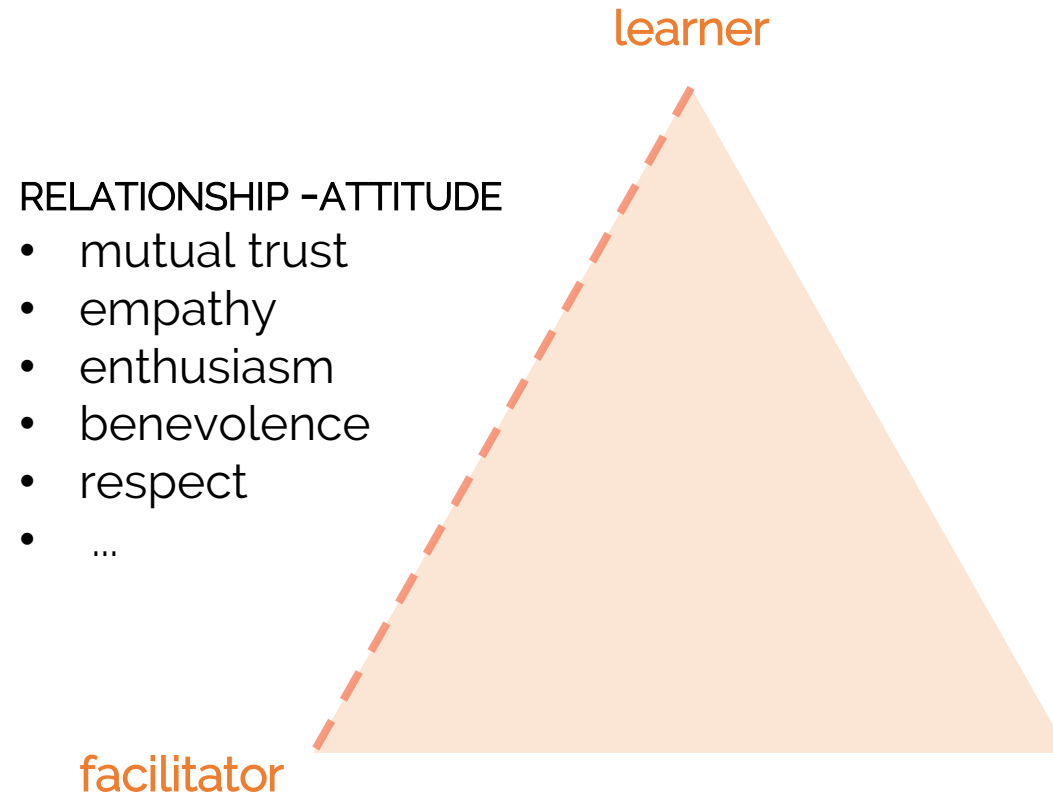 learner
RELATIONSHIP –ATTITUDE
• mutual trust
• empathy
• enthusiasm
• benevolence
• respect
• ...
facilitator